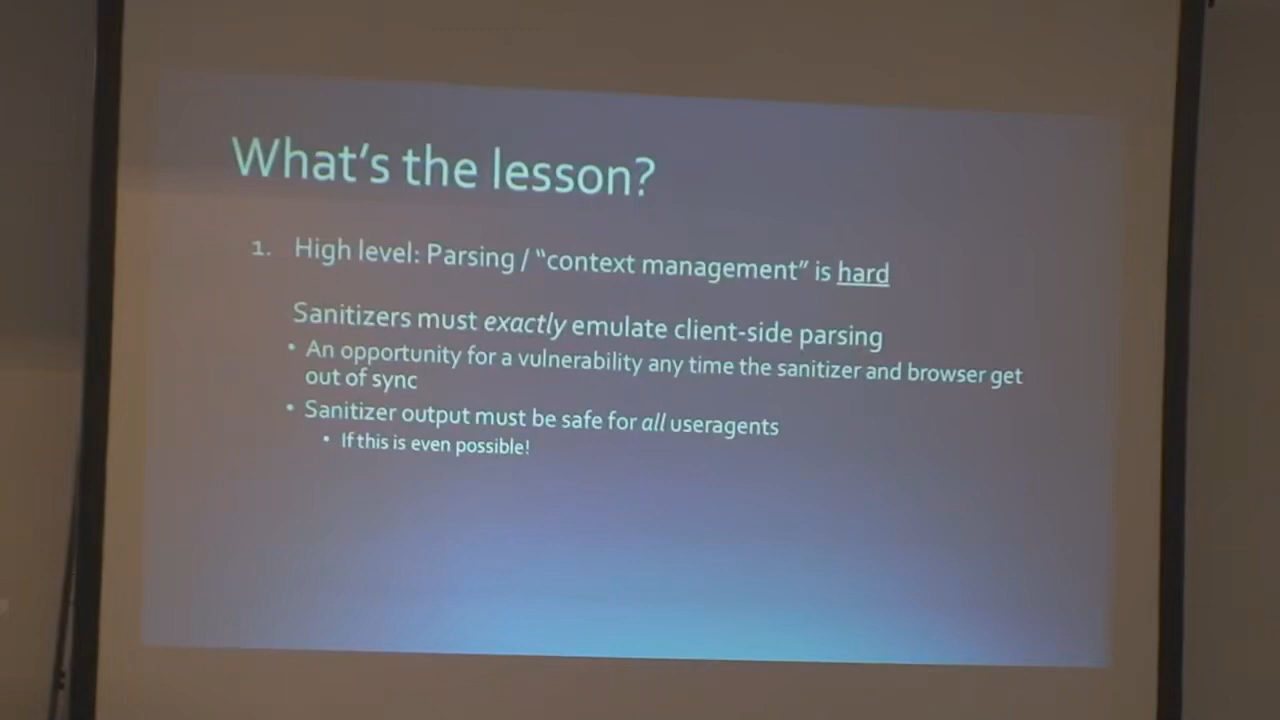 What's the lesson?
1. High level: Parsing / “context management” is hard
Sanitizers must exactly emulate client-side parsing
• An opportunity for a vulnerability any time the sanitizer and browser get
out of sync
• Sanitizer output must be safe for all useragents
• If this is even possible!